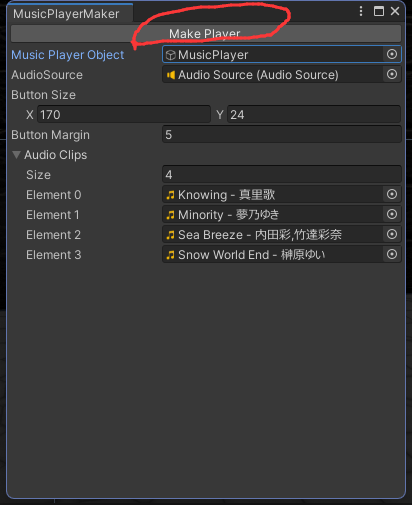 MusicPlayerMaker
Make Player
Music Player Object MusicPlayer
AudioSource Audio Source (Audio Source)
Button Size
X 170 Y 24
Button Margin 5
Audio Clips
Size 4
Element 0 Knowing - 真里歌
Element 1 Minority - 夢乃ゆき
Element 2 Sea Breeze - 内田彩,竹達彩奈
Element 3 Snow World End - 榊原ゆい